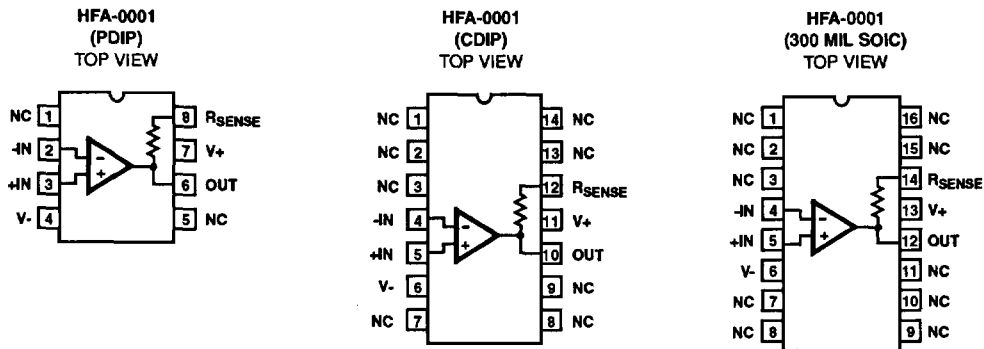 HFA-0001
(PDIP)
TOP VIEW
NC 1
-IN 2
+IN 3
V- 4
8 RSENSE
7 V+
6 OUT
5 NC
- 
+
HFA-0001
(CDIP)
TOP VIEW
NC 1
NC 2
NC 3
-IN 4
+IN 5
V- 6
NC 7
14 NC
13 NC
12 RSENSE
11 V+
10 OUT
9 NC
8 NC
-
+
HFA-0001
(300 MIL SOIC)
TOP VIEW
NC 1
NC 2
NC 3
-IN 4
+IN 5
V- 6
NC 7
NC 8
16 NC
15 NC
14 RSENSE
13 V+
12 OUT
11 NC
10 NC
9 NC
-
+